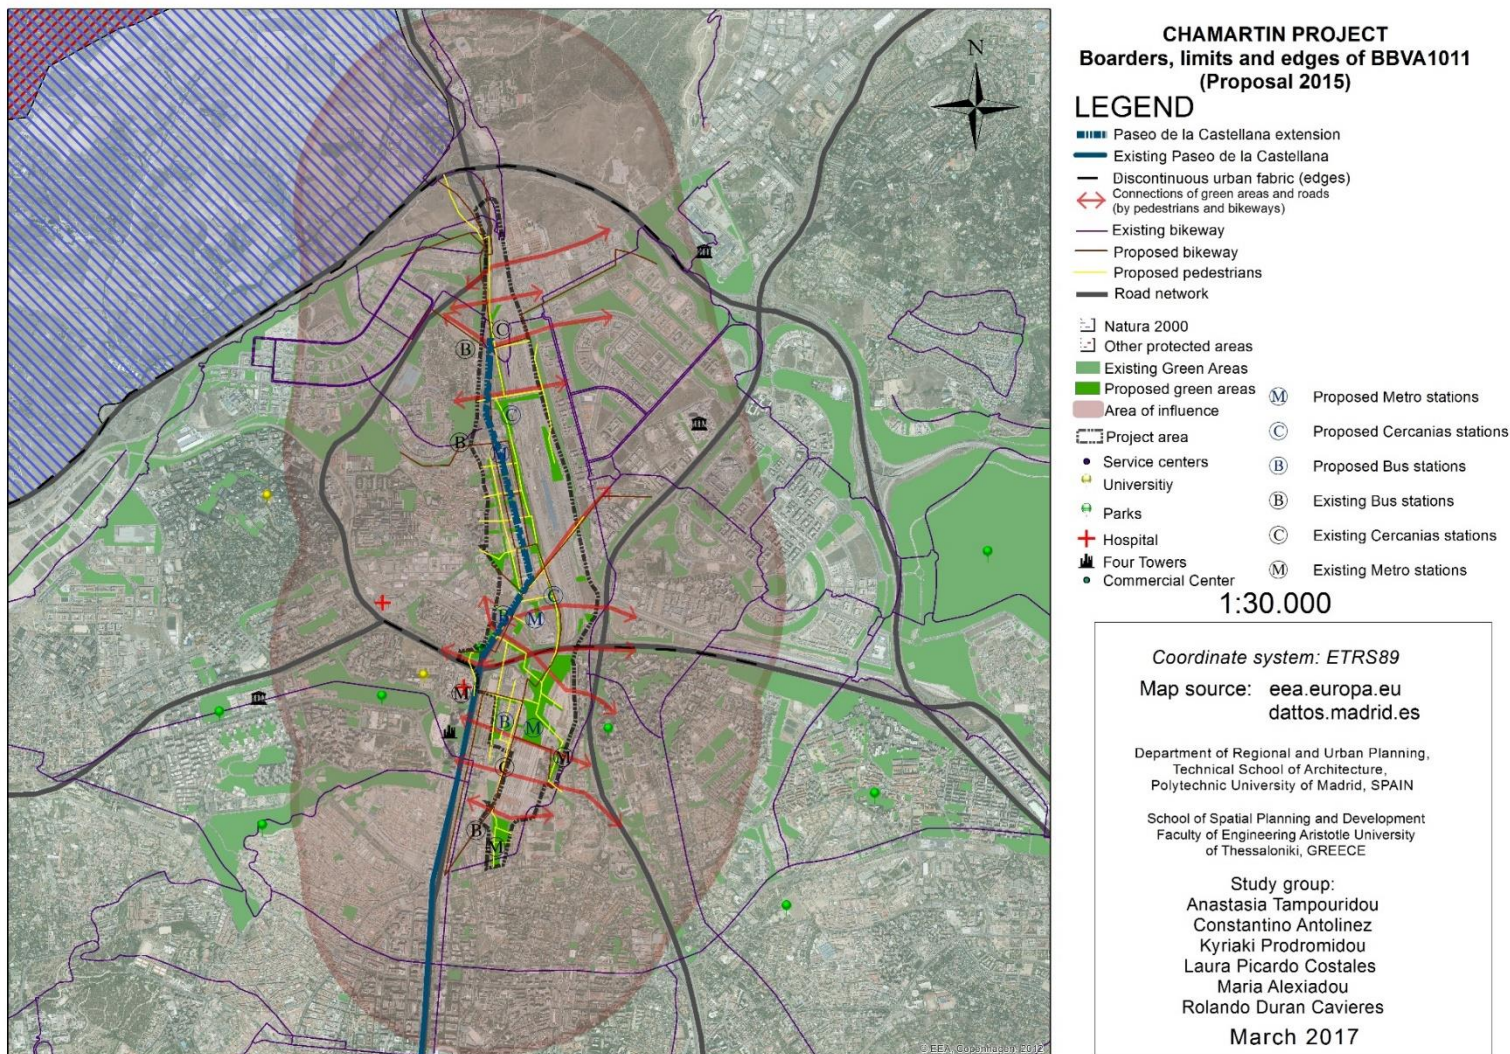 CHAMARTIN PROJECT
Boarders, limits and edges of BBVA1011
(Proposal 2015)
LEGEND
Paseo de la Castellana extension
Existing Paseo de la Castellana
Discontinuous urban fabric (edges)
Connections of green areas and roads
(by pedestrians and bikeways)
Existing bikeway
Proposed bikeway
Proposed pedestrians
Road network
Natura 2000
Other protected areas
Existing Green Areas
Proposed green areas
Area of influence
Project area
Service centers
Universitiy
Parks
Hospital
Four Towers
Commercial Center
M Proposed Metro stations
C Proposed Cercanias stations
B Proposed Bus stations
B Existing Bus stations
C Existing Cercanias stations
M Existing Metro stations
1:30.000
Coordinate system: ETRS89
Map source: eea.europa.eu
dattos.madrid.es
Department of Regional and Urban Planning,
Technical School of Architecture,
Polytechnic University of Madrid, SPAIN
School of Spatial Planning and Development
Faculty of Engineering Aristotle University
of Thessaloniki, GREECE
Study group:
Anastasia Tampouridou
Constantino Antolinez
Kyriaki Prodromidou
Laura Picardo Costales
Maria Alexiadou
Rolando Duran Cavieres
March 2017
N
C
B
C
B
M
C
B
M
M
B
M
C
M
B
M
© EEA, Copenhagen, 2012